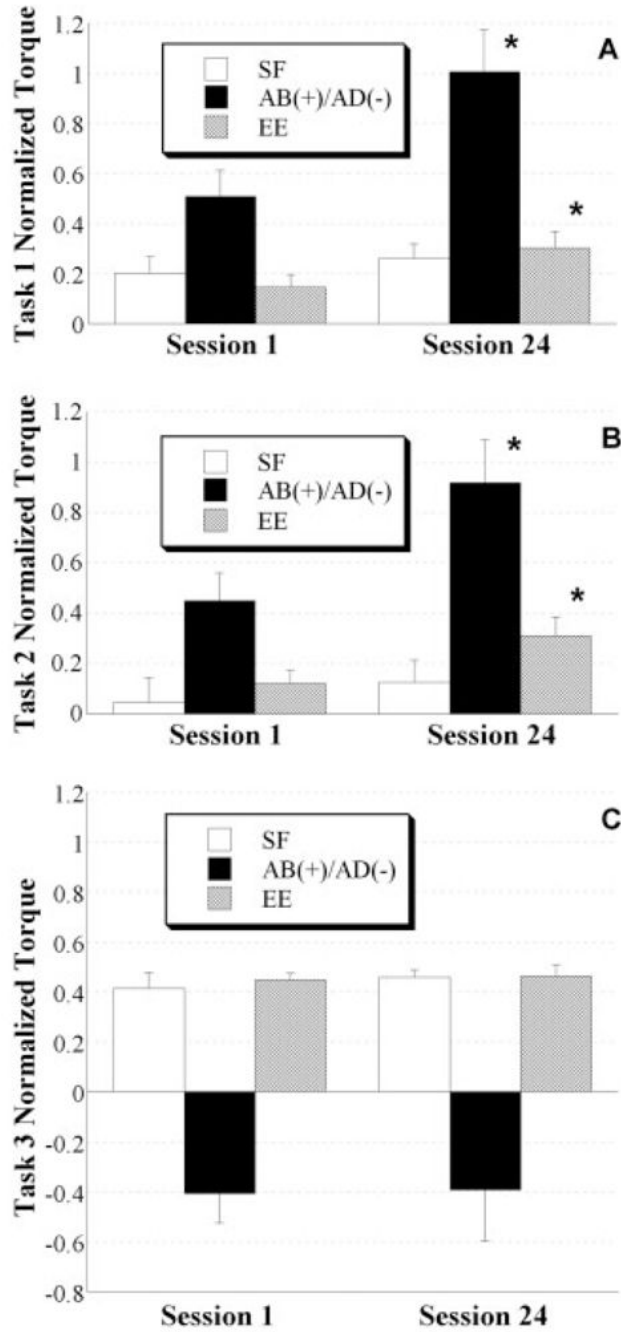 Task 1 Normalized Torque
1.2
1
0.8
0.6
0.4
0.2
0
SF
AB(+)/AD(-)
EE
A
*
*
Session 1
Session 24
Task 2 Normalized Torque
1.2
1
0.8
0.6
0.4
0.2
0
SF
AB(+)/AD(-)
EE
B
*
*
Session 1
Session 24
Task 3 Normalized Torque
1.2
1
0.8
0.6
0.4
0.2
0
-0.2
-0.4
-0.6
-0.8
SF
AB(+)/AD(-)
EE
C
Session 1
Session 24